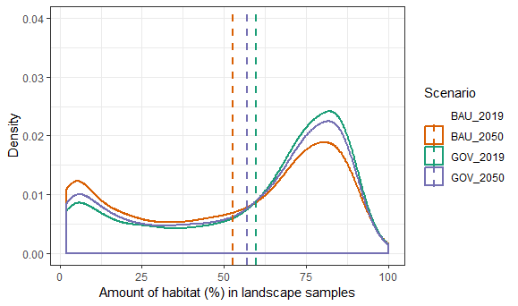 0.04
0.03
0.02
0.01
0.00
Density
0
25
50
75
100
Amount of habitat (%) in landscape samples
Scenario
BAU_2019
BAU_2050
GOV_2019
GOV_2050